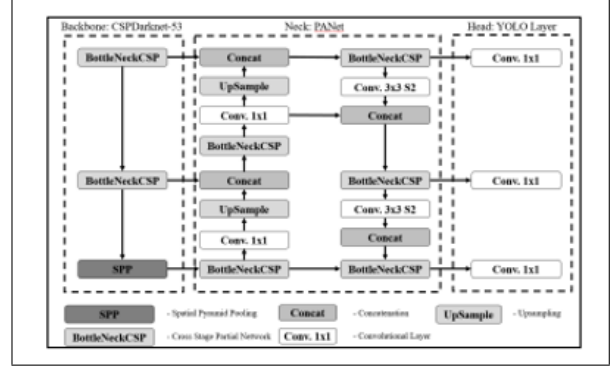 Backbone: CSPDarknet-53 Neck: PANet Head: YOLO Layer
BottleNeckCSP Concat BottleNeckCSP Conv. 1x1
UpSample Conv. 3x3 S2
Conv. 1x1 Concat
BottleNeckCSP
BottleNeckCSP Concat BottleNeckCSP Conv. 1x1
UpSample Conv. 3x3 S2
Conv. 1x1 Concat
SPP BottleNeckCSP BottleNeckCSP Conv. 1x1
SPP - Spatial Pyramid Pooling Concat - Concatenation UpSample - Upsampling
BottleNeckCSP - Cross Stage Partial Network Conv. 1x1 - Convolutional Layer